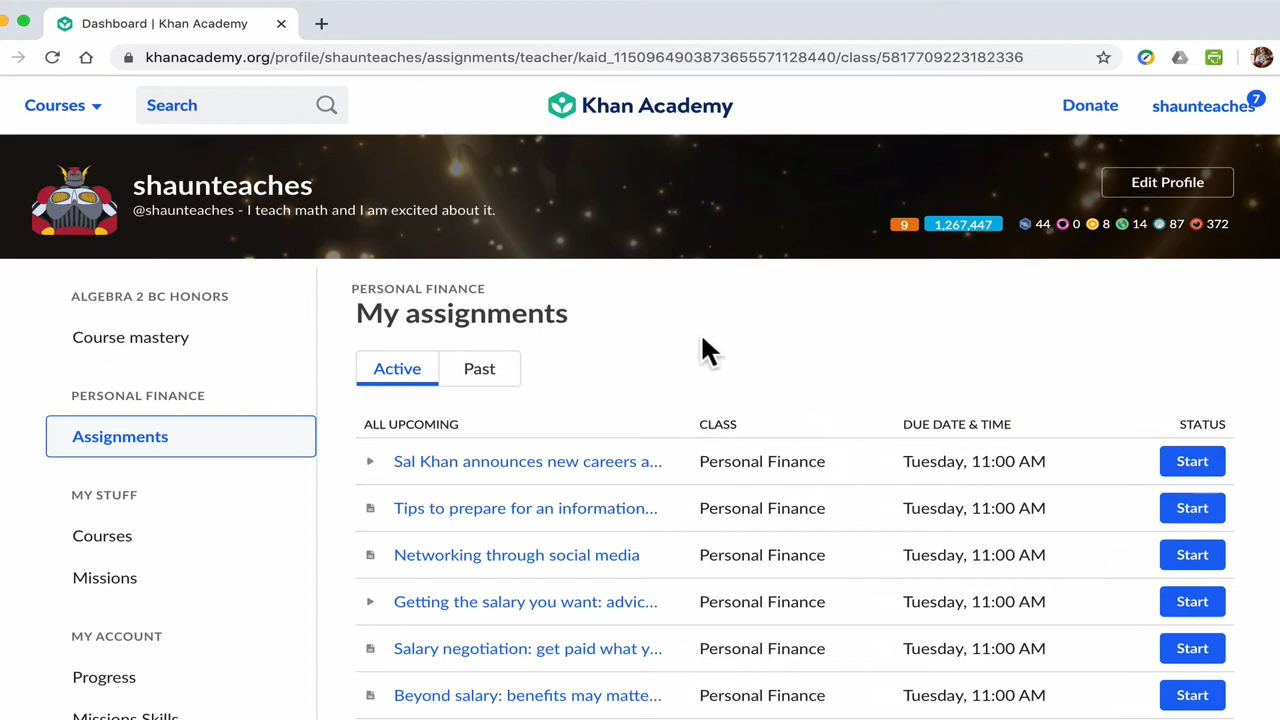 Dashboard | Khan Academy
khanacademy.org/profile/shaunteaches/assignments/teacher/kaid_1150964903873655571128440/class/5817709223182336
Courses
Search
Khan Academy
Donate
shaunteaches
7
shaunteaches
@shaunteaches - I teach math and I am excited about it.
Edit Profile
9 1,267,447 44 0 8 14 87 372
ALGEBRA 2 BC HONORS
Course mastery
PERSONAL FINANCE
Assignments
MY STUFF
Courses
Missions
MY ACCOUNT
Progress
Missions Skills
PERSONAL FINANCE
My assignments
Active Past
ALL UPCOMING CLASS DUE DATE & TIME STATUS
Sal Khan announces new careers a... Personal Finance Tuesday, 11:00 AM Start
Tips to prepare for an information... Personal Finance Tuesday, 11:00 AM Start
Networking through social media Personal Finance Tuesday, 11:00 AM Start
Getting the salary you want: advic... Personal Finance Tuesday, 11:00 AM Start
Salary negotiation: get paid what y... Personal Finance Tuesday, 11:00 AM Start
Beyond salary: benefits may matte... Personal Finance Tuesday, 11:00 AM Start